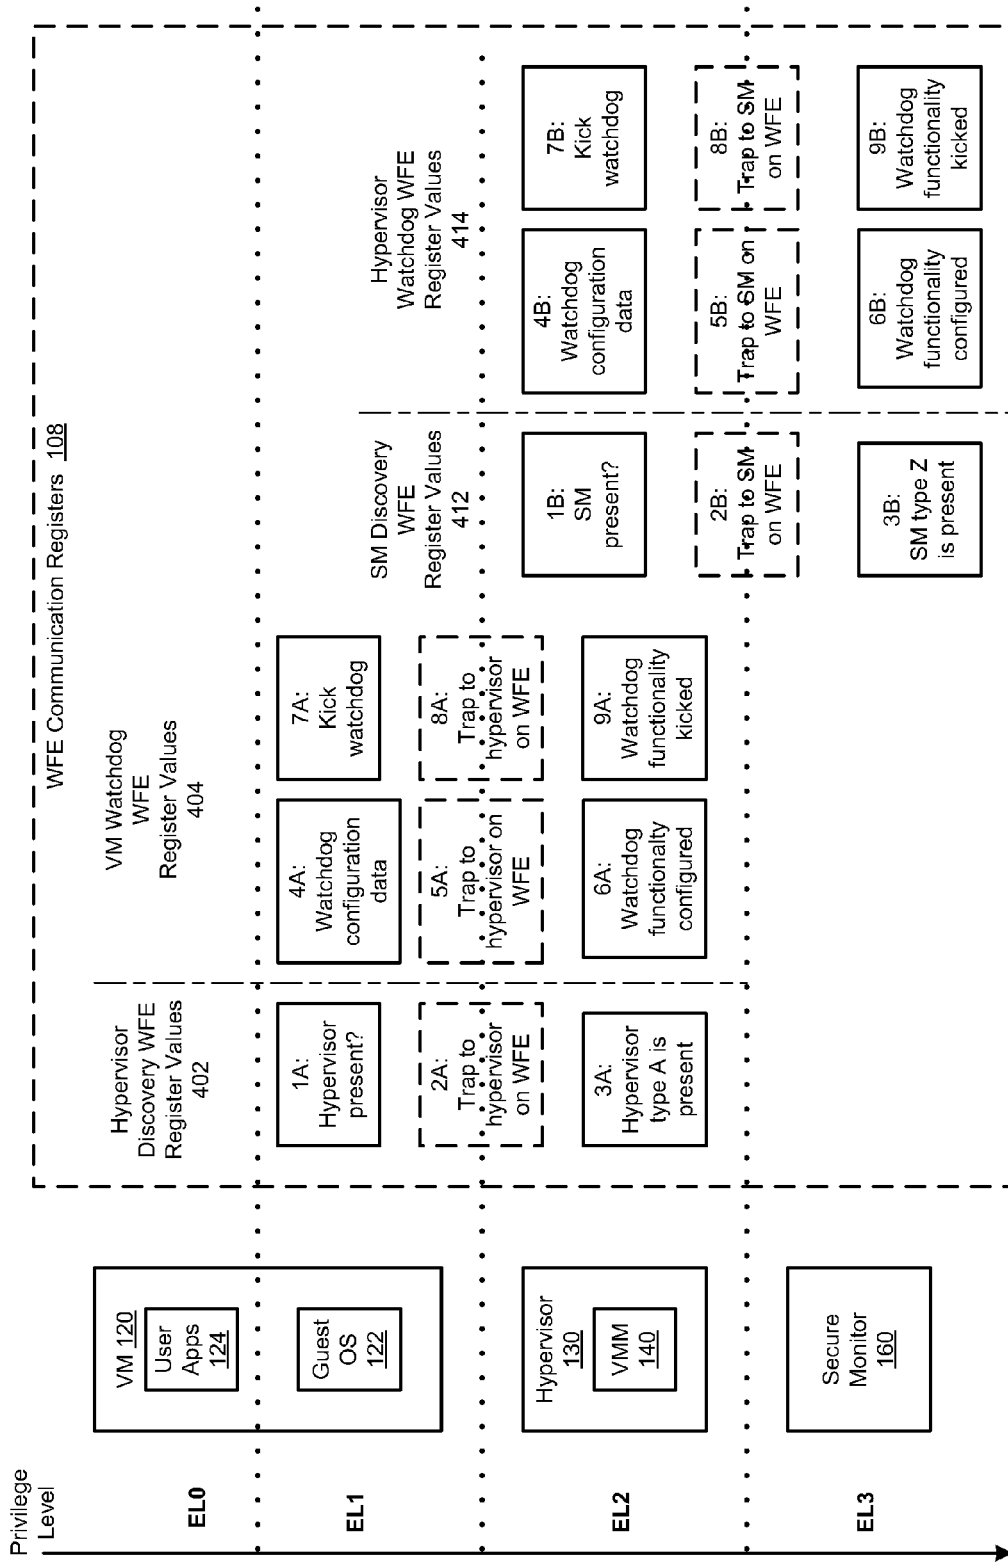 Privilege
Level
EL0
EL1
EL2
EL3
VM 120
User
Apps
124
Guest
OS
122
Hypervisor
130
VMM
140
Secure
Monitor
160
WFE Communication Registers 108
Hypervisor
Discovery WFE
Register Values
402
1A:
Hypervisor
present?
2A:
Trap to
hypervisor
on WFE
3A:
Hypervisor
type A is
present
VM Watchdog
WFE
Register Values
404
4A:
Watchdog
configuration
data
5A:
Trap to
hypervisor on
WFE
6A:
Watchdog
functionalty
configured
7A:
Kick
watchdog
8A:
Trap to
hypervisor
on WFE
9A:
Watchdog
functionality
kicked
SM Discovery
WFE
Register Values
412
1B:
SM
present?
2B:
Trap to SM
on WFE
3B:
SM type Z
is present
Hypervisor
Watchdog WFE
Register Values
414
4B:
Watchdog
configuration
data
5B:
Trap to SM on
WFE
6B:
Watchdog
functionality
configured
7B:
Kick
watchdog
8B:
Trap to SM
on WFE
9B:
Watchdog
functionality
kicked